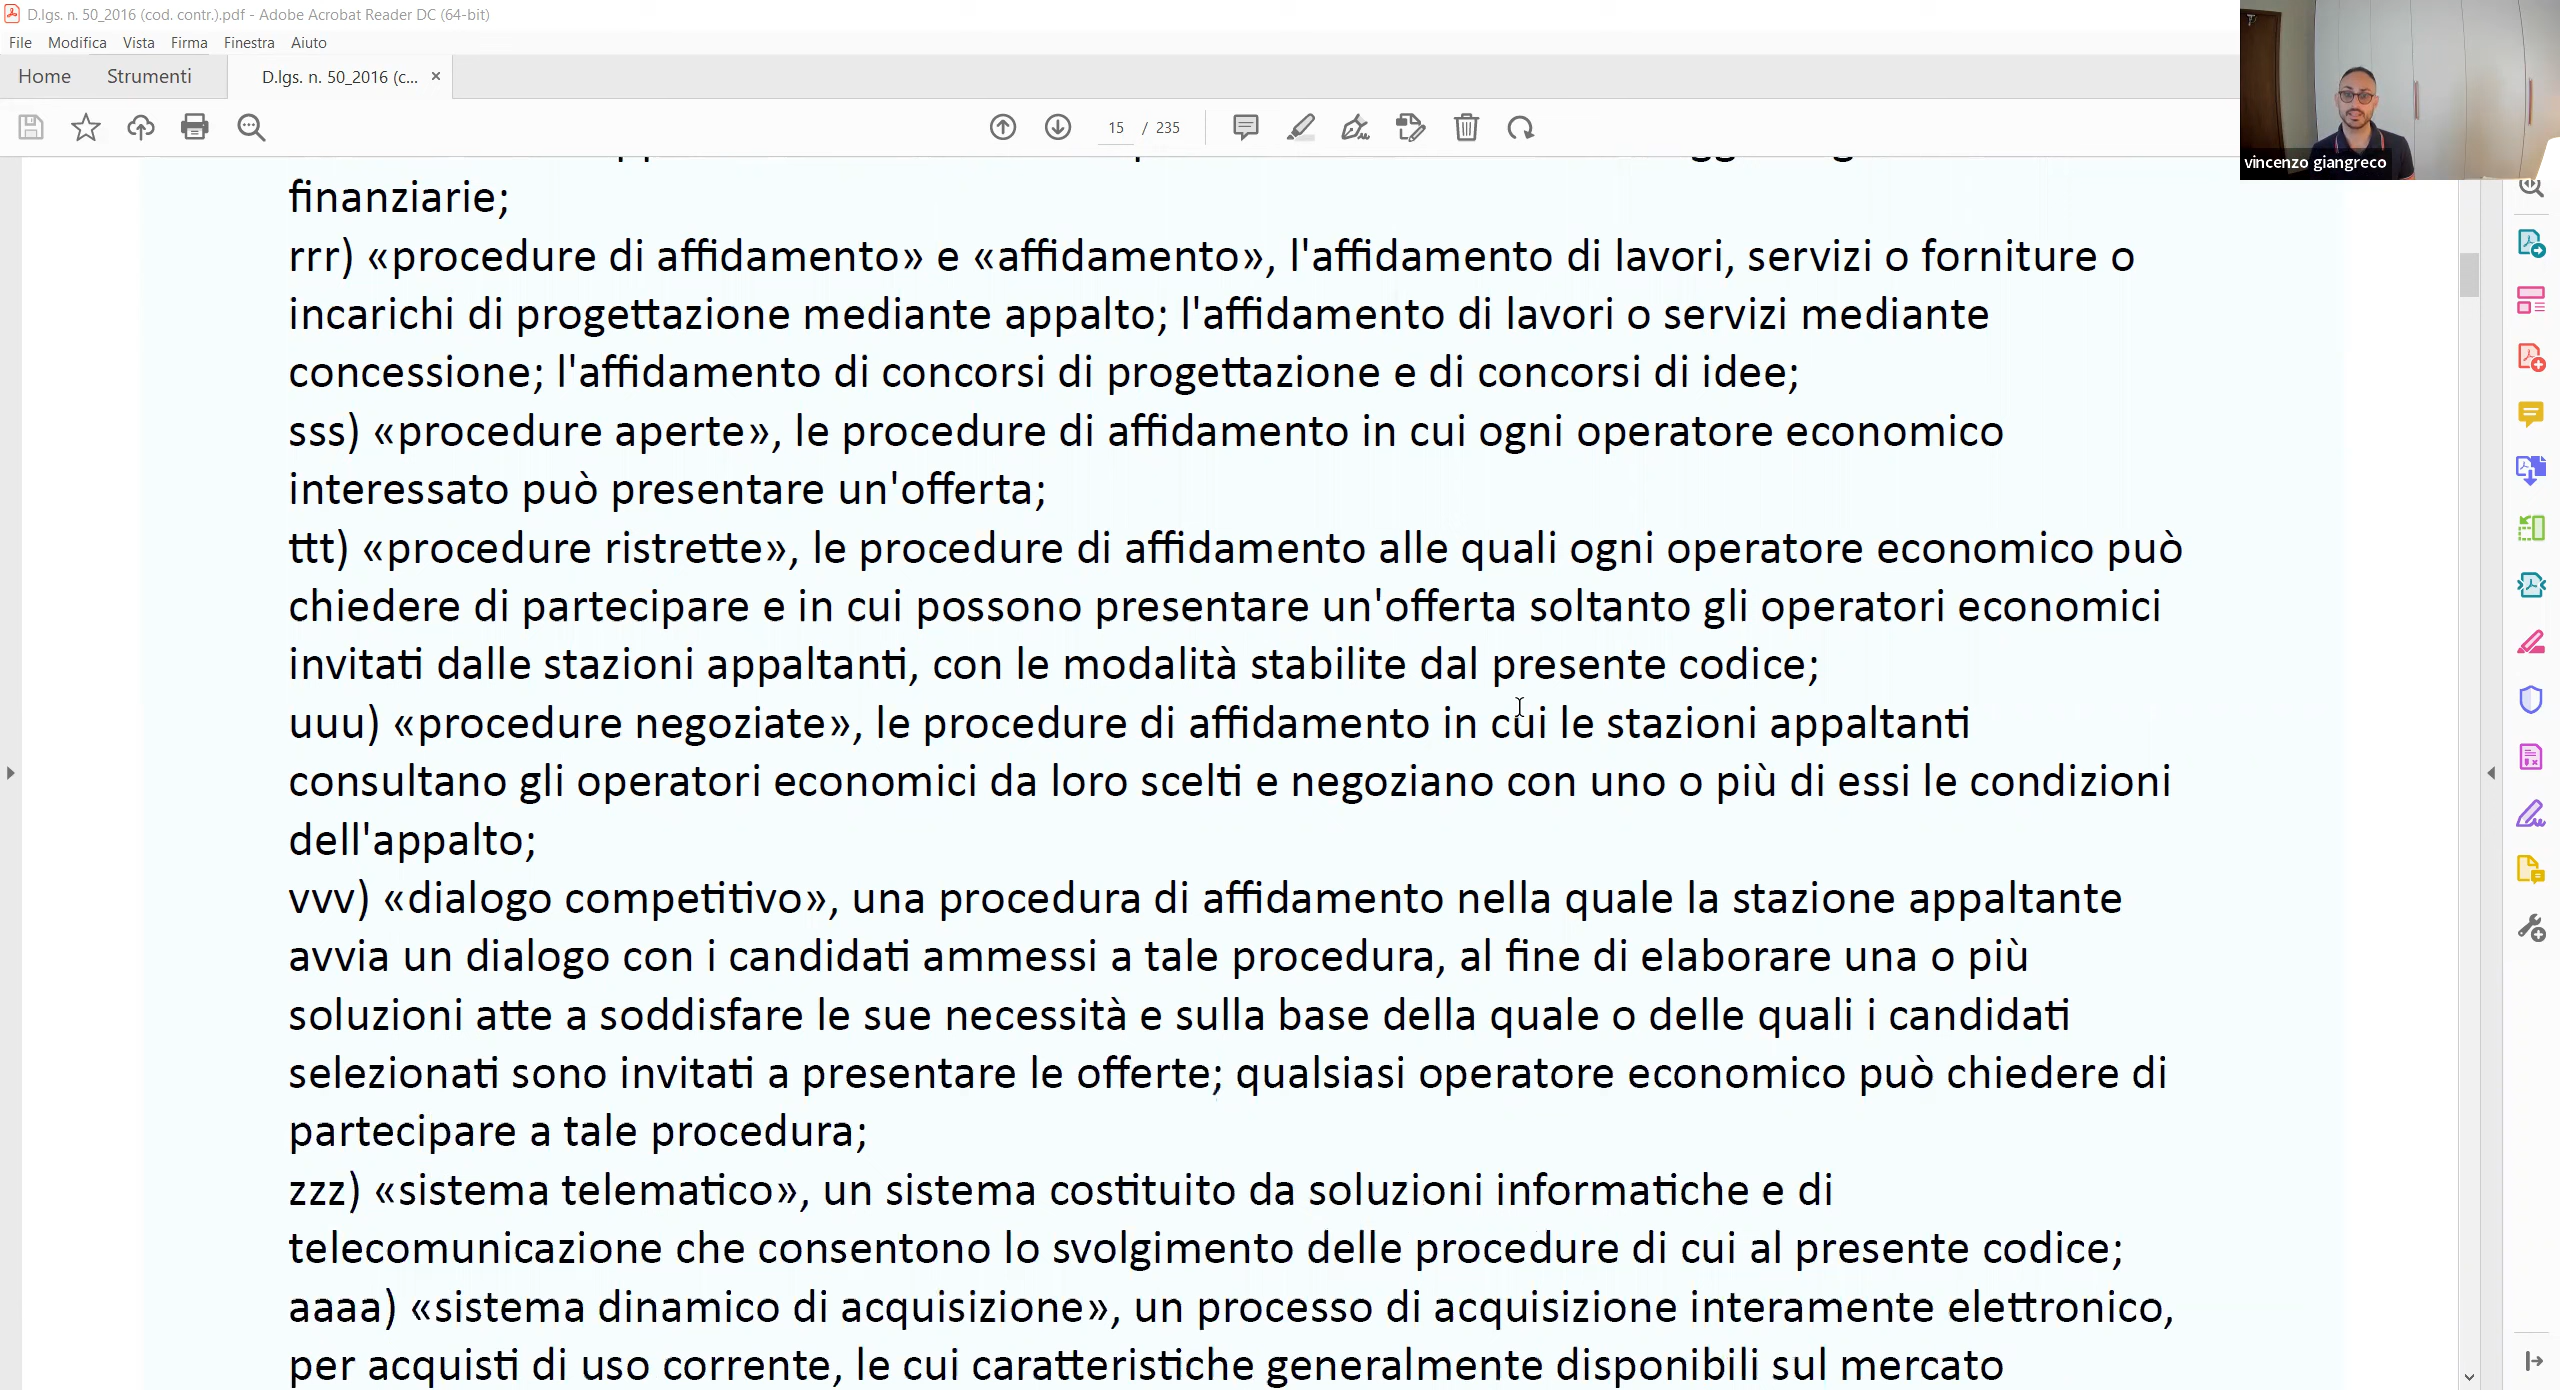 D.lgs. n. 50_2016 (cod. contr.).pdf - Adobe Acrobat Reader DC (64-bit)
File Modifica Vista Firma Finestra Aiuto
Home Strumenti D.lgs. n. 50_2016 (c... ×
15 / 235
vincenzo giangreco
finanziarie;
rrr) «procedure di affidamento» e «affidamento», l'affidamento di lavori, servizi o forniture o
incarichi di progettazione mediante appalto; l'affidamento di lavori o servizi mediante
concessione; l'affidamento di concorsi di progettazione e di concorsi di idee;
sss) «procedure aperte», le procedure di affidamento in cui ogni operatore economico
interessato può presentare un'offerta;
ttt) «procedure ristrette», le procedure di affidamento alle quali ogni operatore economico può
chiedere di partecipare e in cui possono presentare un'offerta soltanto gli operatori economici
invitati dalle stazioni appaltanti, con le modalità stabilite dal presente codice;
uuu) «procedure negoziate», le procedure di affidamento in cui le stazioni appaltanti
consultano gli operatori economici da loro scelti e negoziano con uno o più di essi le condizioni
dell'appalto;
vvv) «dialogo competitivo», una procedura di affidamento nella quale la stazione appaltante
avvia un dialogo con i candidati ammessi a tale procedura, al fine di elaborare una o più
soluzioni atte a soddisfare le sue necessità e sulla base della quale o delle quali i candidati
selezionati sono invitati a presentare le offerte; qualsiasi operatore economico può chiedere di
partecipare a tale procedura;
zzz) «sistema telematico», un sistema costituito da soluzioni informatiche e di
telecomunicazione che consentono lo svolgimento delle procedure di cui al presente codice;
aaaa) «sistema dinamico di acquisizione», un processo di acquisizione interamente elettronico,
per acquisti di uso corrente, le cui caratteristiche generalmente disponibili sul mercato